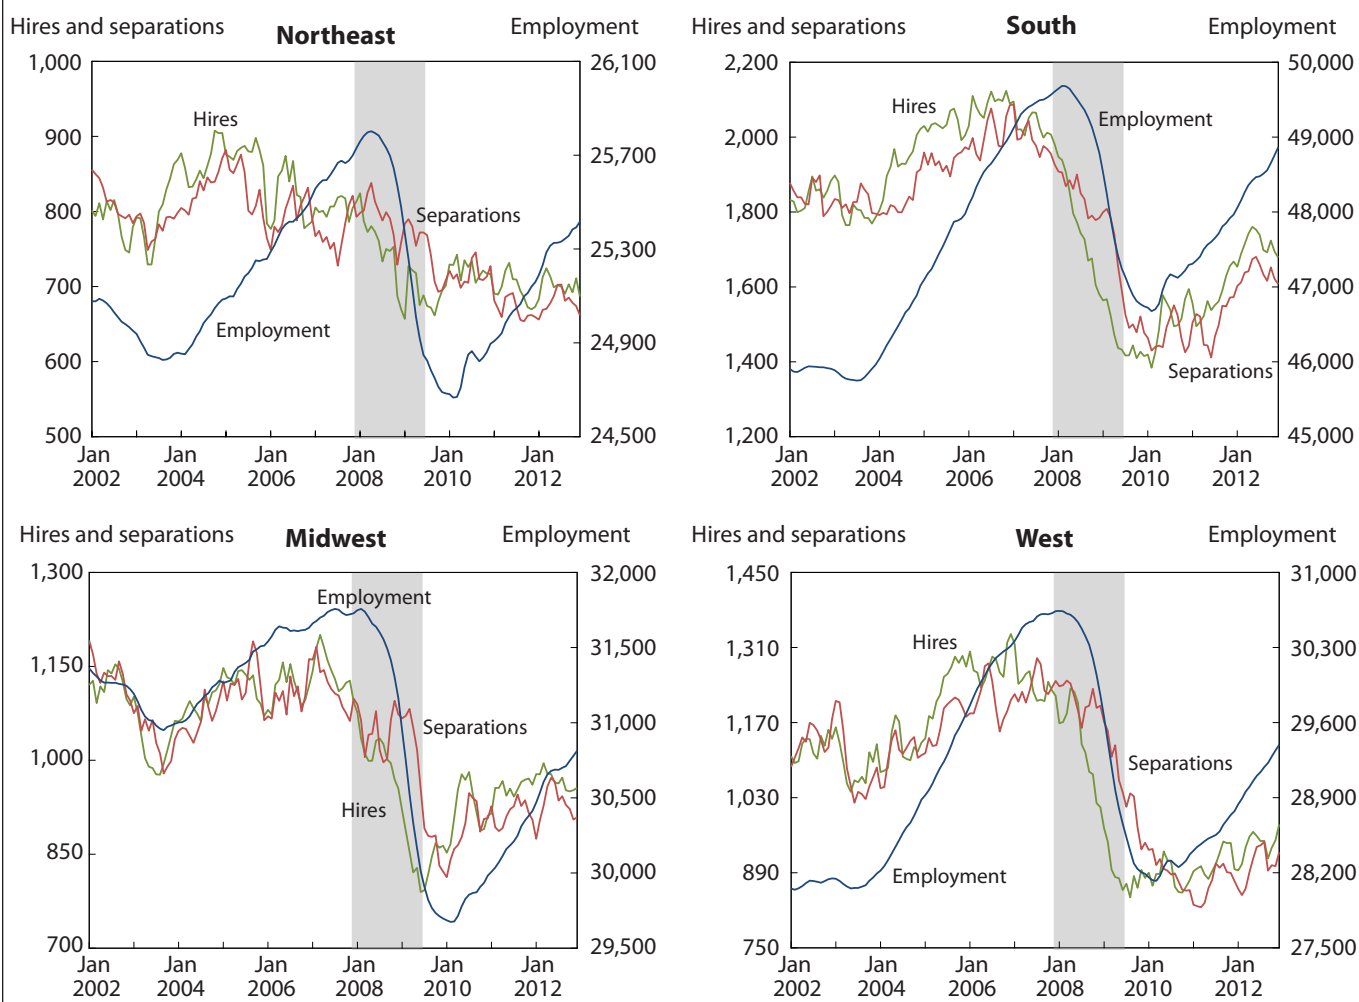 Hires and separations Northeast Employment
1,000 26,100
Hires
900
25,700
800
Separations
25,300
700
Employment
600 24,900
500 24,500
Jan Jan Jan Jan Jan Jan
2002 2004 2006 2008 2010 2012
Hires and separations South Employment
2,200 50,000
Hires
Employment
2,000 49,000
1,800 48,000
1,600 47,000
1,400 46,000
Separations
1,200 45,000
Jan Jan Jan Jan Jan Jan
2002 2004 2006 2008 2010 2012
Hires and separations Midwest Employment
1,300 32,000
Employment
1,150 31,500
Separations
31,000
1,000
Hires
30,500
850
30,000
700 29,500
Jan Jan Jan Jan Jan Jan
2002 2004 2006 2008 2010 2012
Hires and separations West Employment
1,450 31,000
Hires
1,310 30,300
1,170 29,600
Separations
1,030 28,900
890 Employment 28,200
750 27,500
Jan Jan Jan Jan Jan Jan
2002 2004 2006 2008 2010 2012